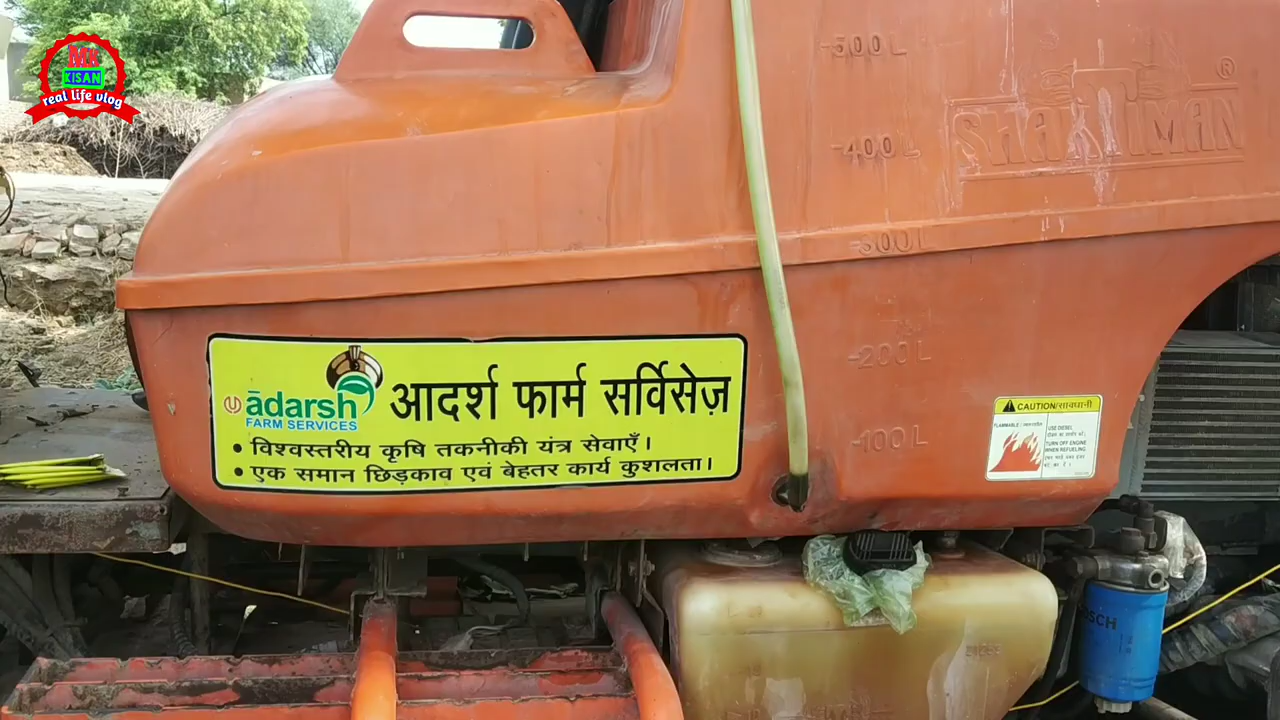 MK
KISAN
real life vlog
500 L
SHAKTIMAN ®
400 L
300 L
200 L
100 L
adarsh
FARM SERVICES
आदर्श फार्म सर्विसेज़
• विश्वस्तरीय कृषि तकनीकी यंत्र सेवाएँ।
• एक समान छिड़काव एवं बेहतर कार्य कुशलता।
CAUTION/सावधानी
FLAMMABLE
USE DIESEL
TURN OFF ENGINE
WHEN REFUELING
BOSCH